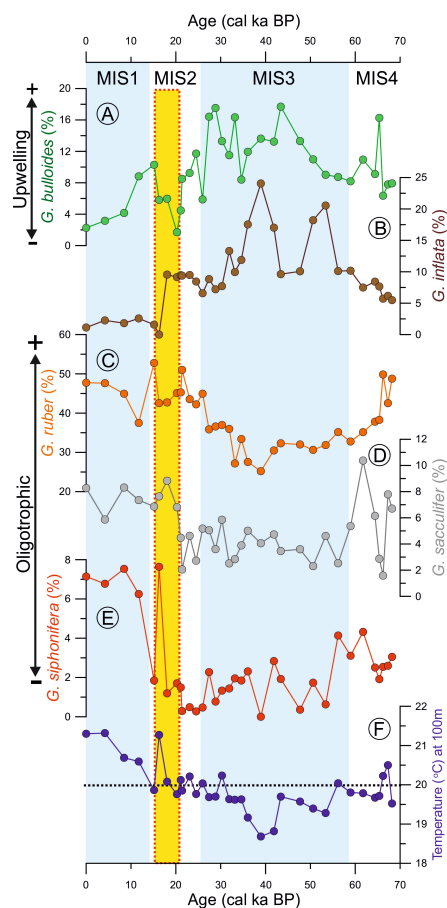 Age (cal ka BP)
0 10 20 30 40 50 60 70
MIS1 MIS2 MIS3 MIS4
+
Upwelling
-
G. bulloides (%)
20
16
12
8
4
0
A
B
G. inflata (%)
25
20
15
10
5
0
+
Oligotrophic
-
G. ruber (%)
60
50
40
30
20
C
D
G. sacculifer (%)
12
10
8
6
4
2
0
G. siphonifera (%)
8
6
4
2
0
E
F
Temperature (°C) at 100m
22
21
20
19
18
0 10 20 30 40 50 60 70
Age (cal ka BP)